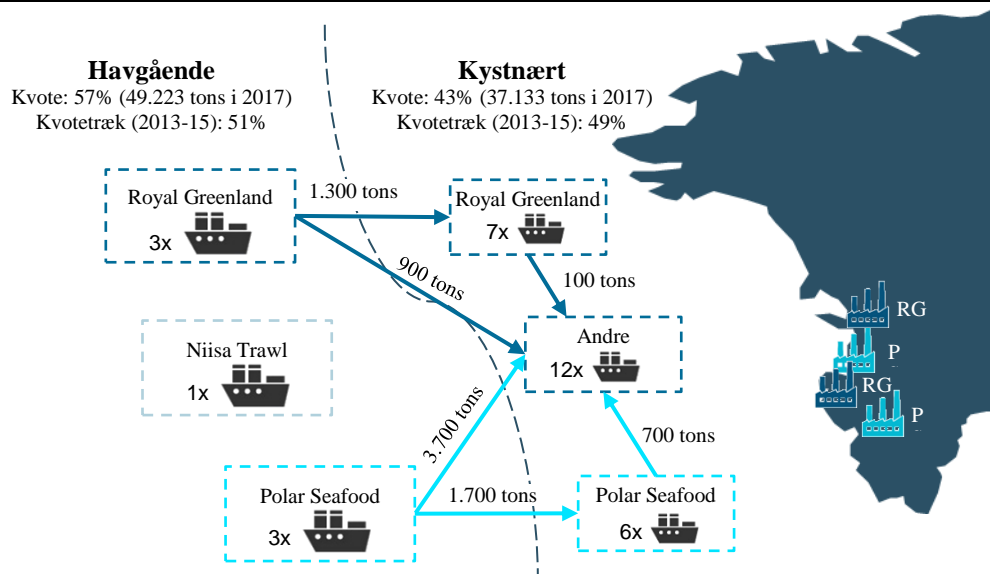 Havgående
Kvote: 57% (49.223 tons i 2017)
Kvotetræk (2013-15): 51%
Kystnært
Kvote: 43% (37.133 tons i 2017)
Kvotetræk (2013-15): 49%
Royal Greenland
3x
1.300 tons
Royal Greenland
7x
900 tons
100 tons
Niisa Trawl
1x
Andre
12x
3.700 tons
700 tons
Polar Seafood
3x
1.700 tons
Polar Seafood
6x
RG
P
RG
P